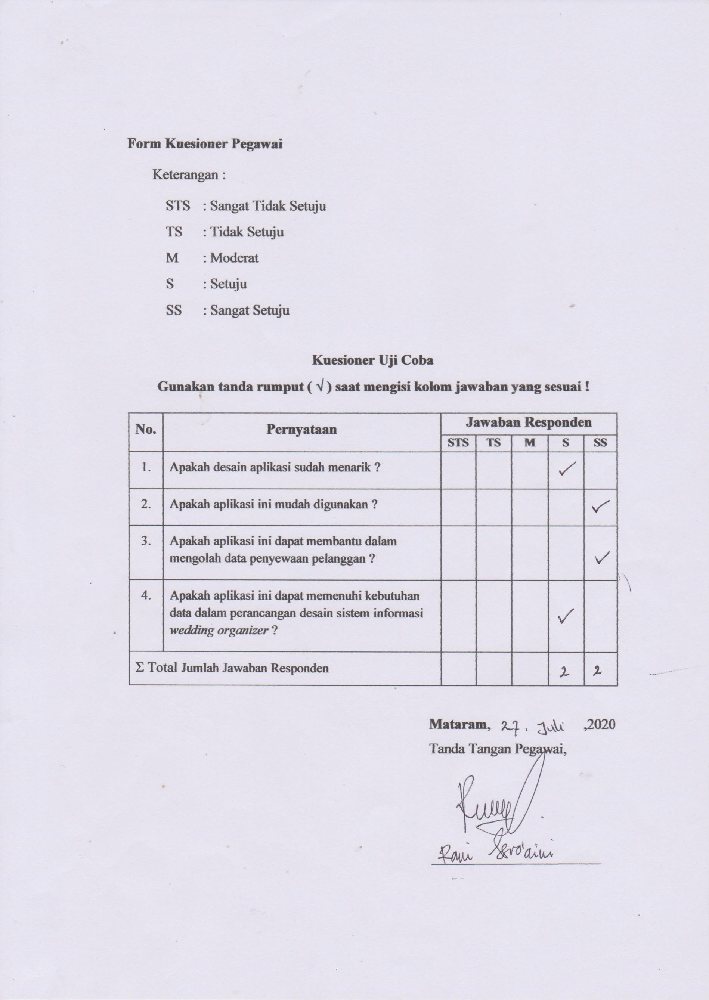 Form Kuesioner Pegawai
Keterangan :
STS : Sangat Tidak Setuju
TS : Tidak Setuju
M : Moderat
S : Setuju
SS : Sangat Setuju
Kuesioner Uji Coba
Gunakan tanda rumput ( √ ) saat mengisi kolom jawaban yang sesuai !
No. Pernyataan Jawaban Responden
STS TS M S SS
1. Apakah desain aplikasi sudah menarik ? ✓
2. Apakah aplikasi ini mudah digunakan ? ✓
3. Apakah aplikasi ini dapat membantu dalam
mengolah data penyewaan pelanggan ? ✓
4. Apakah aplikasi ini dapat memenuhi kebutuhan
data dalam perancangan desain sistem informasi ✓
wedding organizer ?
Σ Total Jumlah Jawaban Responden 2 2
Mataram, 27. Juli ,2020
Tanda Tangan Pegawai,
Rani